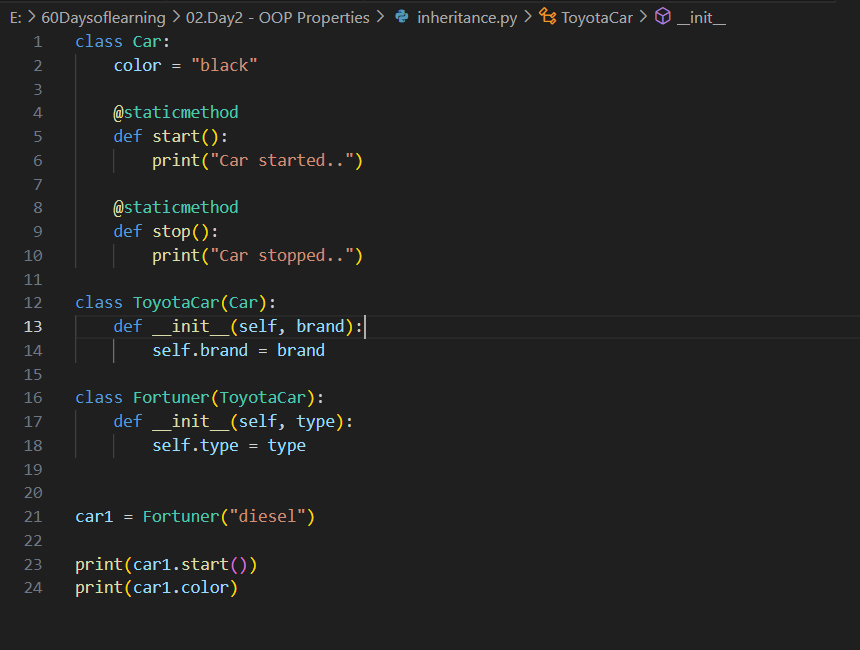 E: > 60Daysoflearning > 02.Day2 - OOP Properties > inheritance.py > ToyotaCar > __init__
1 class Car:
2     color = "black"
3
4     @staticmethod
5     def start():
6         print("Car started..")
7
8     @staticmethod
9     def stop():
10         print("Car stopped..")
11
12 class ToyotaCar(Car):
13     def __init__(self, brand):
14         self.brand = brand
15
16 class Fortuner(ToyotaCar):
17     def __init__(self, type):
18         self.type = type
19
20
21 car1 = Fortuner("diesel")
22
23 print(car1.start())
24 print(car1.color)